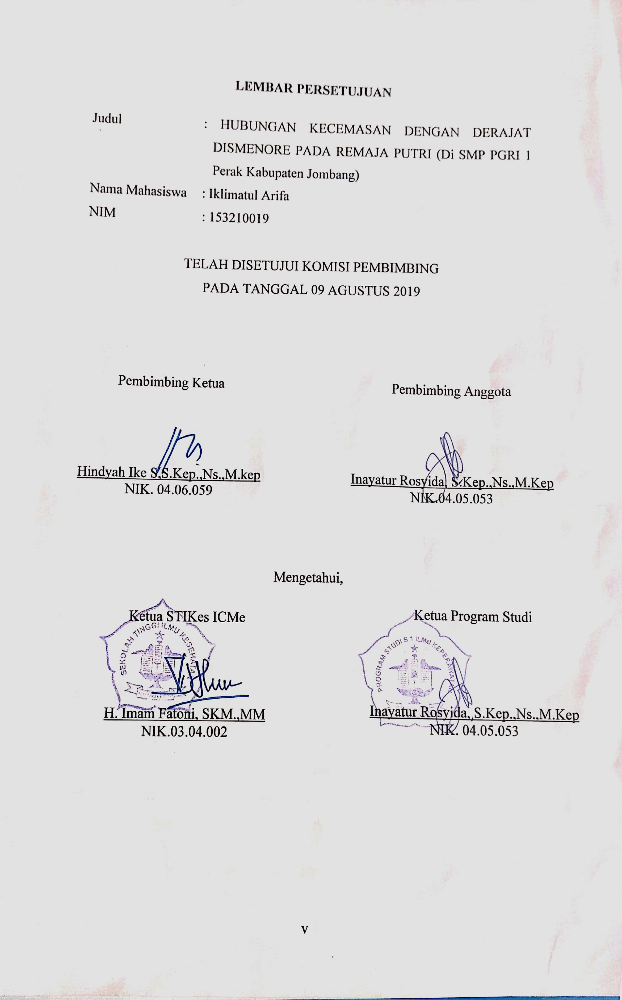 LEMBAR PERSETUJUAN
Judul : HUBUNGAN KECEMASAN DENGAN DERAJAT
DISMENORE PADA REMAJA PUTRI (Di SMP PGRI 1
Perak Kabupaten Jombang)
Nama Mahasiswa : Iklimatul Arifa
NIM : 153210019
TELAH DISETUJUI KOMISI PEMBIMBING
PADA TANGGAL 09 AGUSTUS 2019
Pembimbing Ketua
Hindyah Ike S,S.Kep.,Ns.,M.kep
NIK. 04.06.059
Pembimbing Anggota
Inayatur Rosyida, S.Kep.,Ns.,M.Kep
NIK.04.05.053
Mengetahui,
Ketua STIKes ICMe
SEKOLAH TINGGI ILMU KESEHATAN
H. Imam Fatoni, SKM.,MM
NIK.03.04.002
Ketua Program Studi
PROGRAM STUDI S 1 ILMU KEPERAWATAN
Inayatur Rosyida, S.Kep.,Ns.,M.Kep
NIK. 04.05.053
v